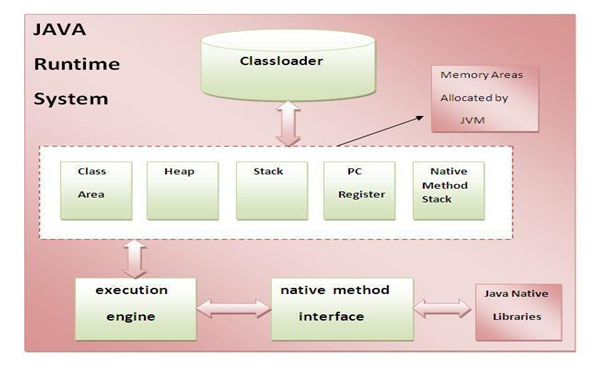 JAVA
Runtime
System
Classloader
Memory Areas
Allocated by
JVM
Class
Area
Heap
Stack
PC
Register
Native
Method
Stack
execution
engine
native method
interface
Java Native
Libraries